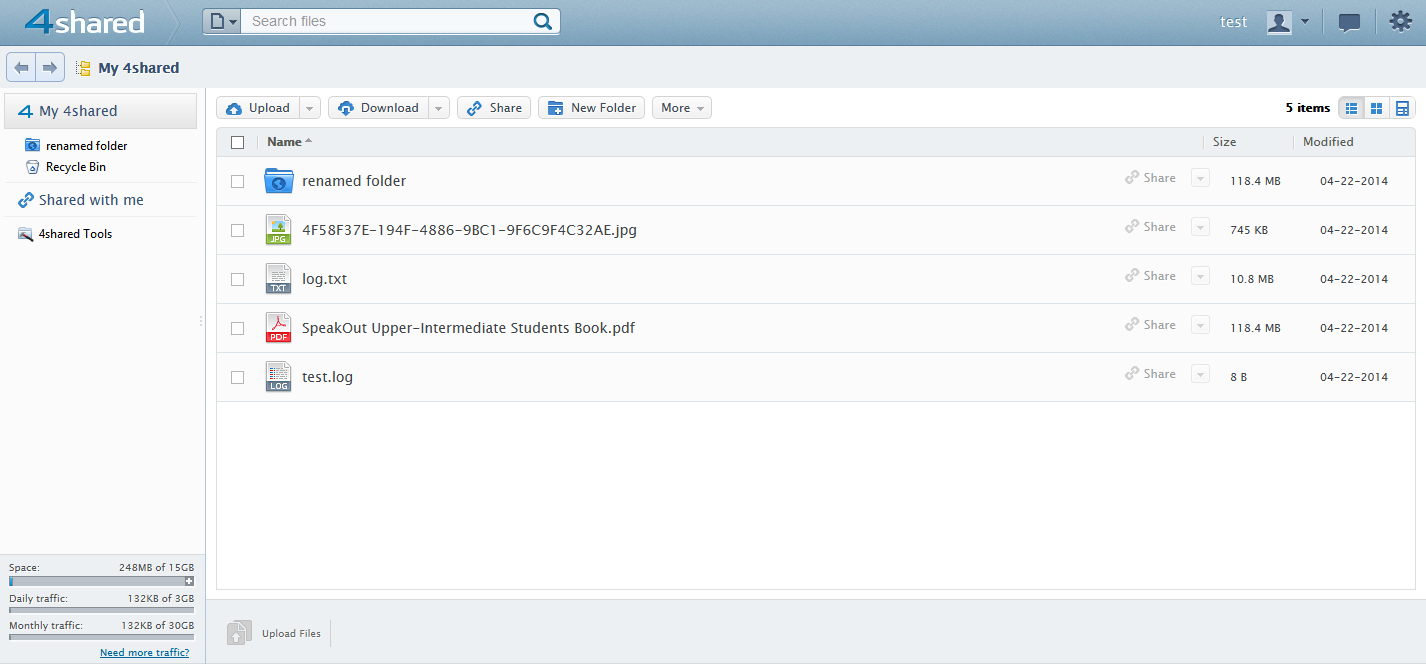 4shared
Search files
test
My 4shared
My 4shared
renamed folder
Recycle Bin
Shared with me
4shared Tools
Upload
Download
Share
New Folder
More
5 items
Name
Size
Modified
renamed folder
Share
118.4 MB
04-22-2014
JPG
4F58F37E-194F-4886-9BC1-9F6C9F4C32AE.jpg
Share
745 KB
04-22-2014
TXT
log.txt
Share
10.8 MB
04-22-2014
PDF
SpeakOut Upper-Intermediate Students Book.pdf
Share
118.4 MB
04-22-2014
LOG
test.log
Share
8 B
04-22-2014
Space: 248MB of 15GB
Daily traffic: 132KB of 3GB
Monthly traffic: 132KB of 30GB
Need more traffic?
Upload Files